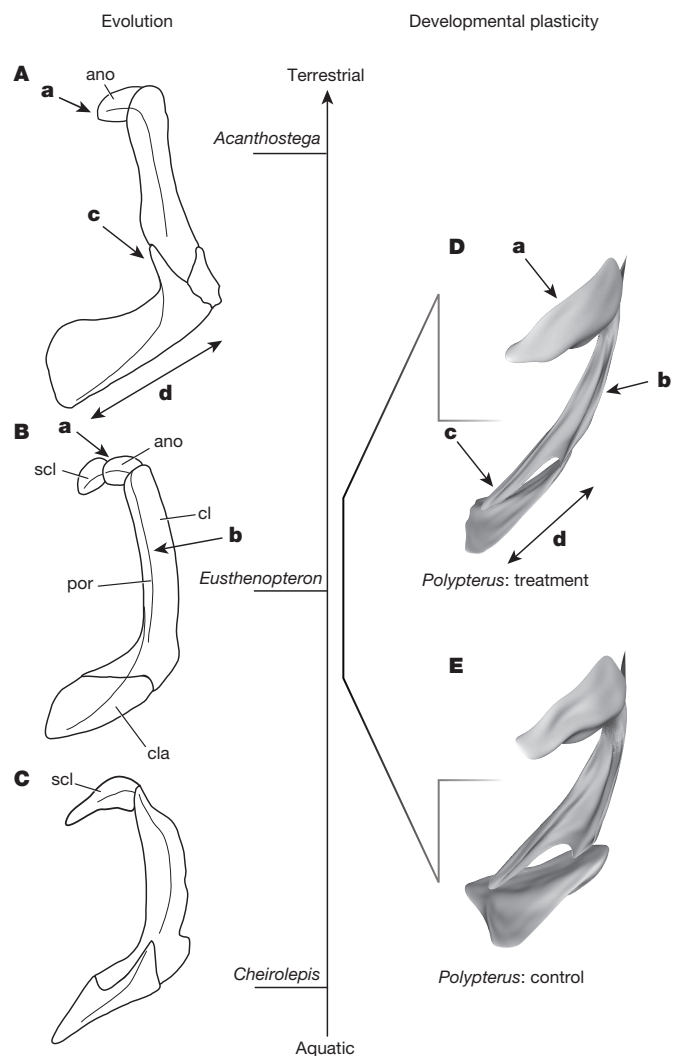 Evolution
Developmental plasticity
A
ano
a
Terrestrial
Acanthostega
c
D
a
d
b
B
a
ano
scl
c
cl
b
d
por
Eusthenopteron
Polypterus: treatment
E
cla
C
scl
Cheirolepis
Polypterus: control
Aquatic